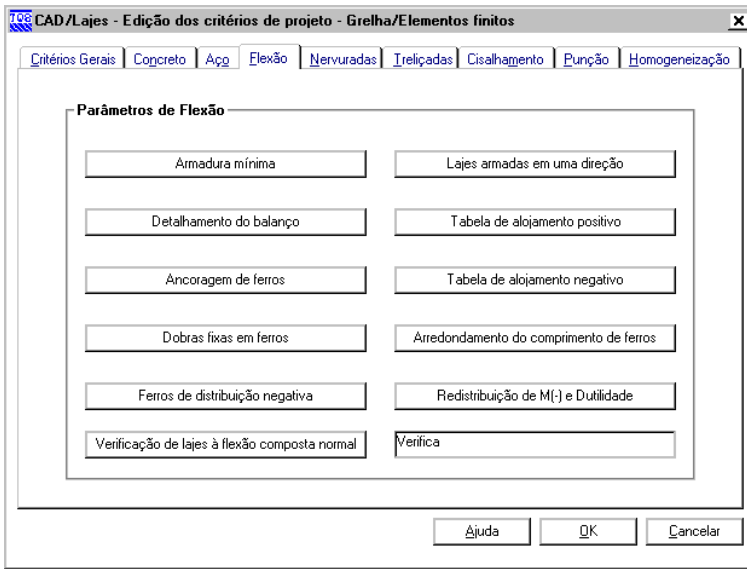 TQS CAD/Lajes - Edição dos critérios de projeto - Grelha/Elementos finitos
Critérios Gerais Concreto Aço Flexão Nervuradas Treliçadas Cisalhamento Punção Homogeneização
Parâmetros de Flexão
Armadura mínima Lajes armadas em uma direção
Detalhamento do balanço Tabela de alojamento positivo
Ancoragem de ferros Tabela de alojamento negativo
Dobras fixas em ferros Arredondamento do comprimento de ferros
Ferros de distribuição negativa Redistribuição de M(-) e Dutilidade
Verificação de lajes à flexão composta normal Verifica
Ajuda OK Cancelar